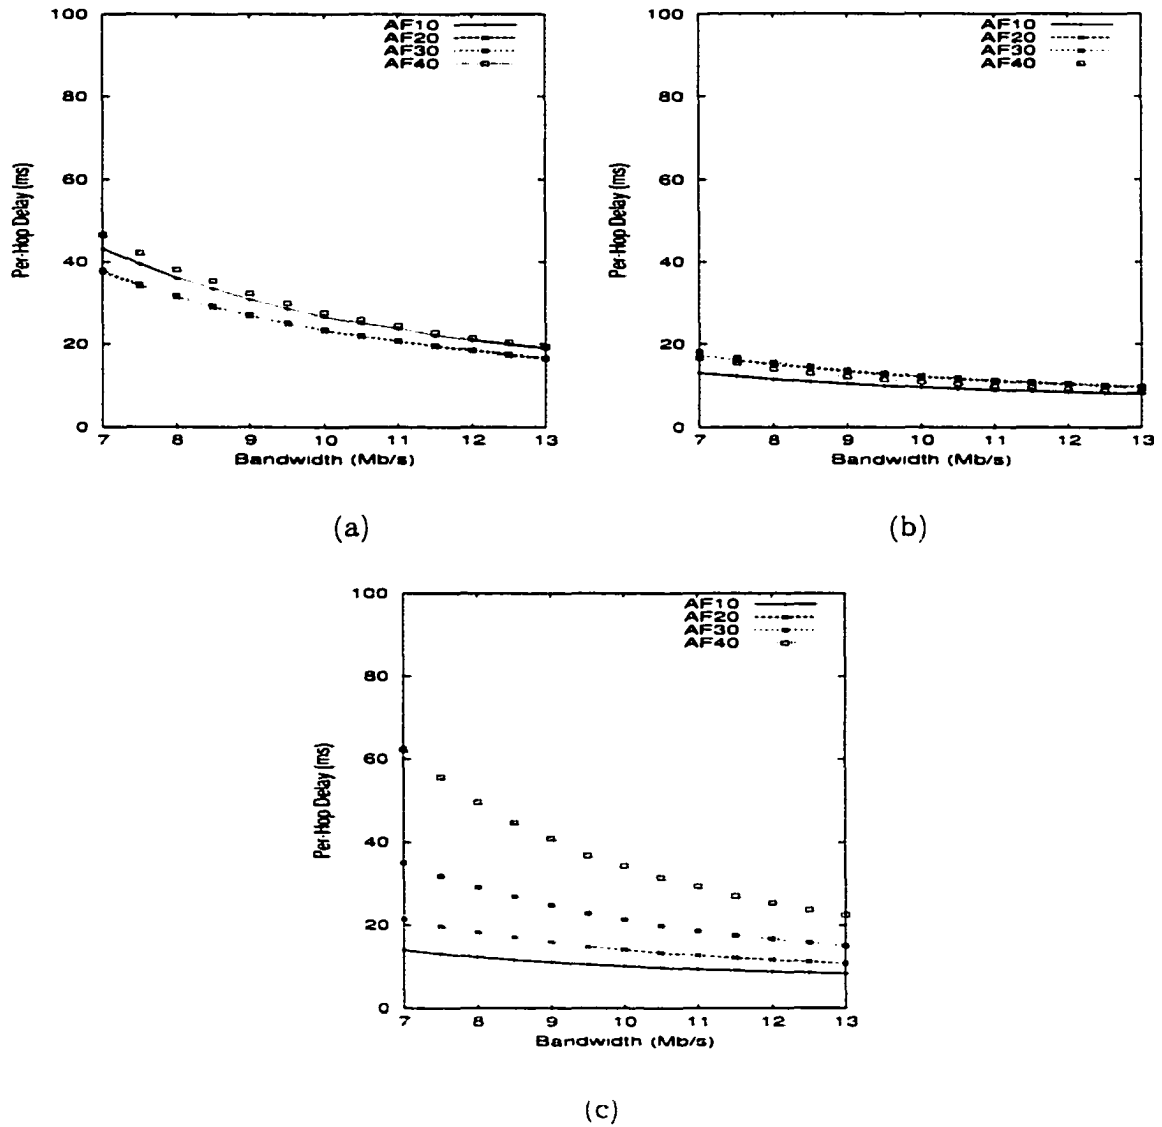 100
80
60
40
20
0
Per-Hop Delay (ms)
AF10
AF20
AF30
AF40
7 8 9 10 11 12 13
Bandwidth (Mb/s)
(a)
100
80
60
40
20
0
Per-Hop Delay (ms)
AF10
AF20
AF30
AF40
7 8 9 10 11 12 13
Bandwidth (Mb/s)
(b)
100
80
60
40
20
0
Per-Hop Delay (ms)
AF10
AF20
AF30
AF40
7 8 9 10 11 12 13
Bandwidth (Mb/s)
(c)